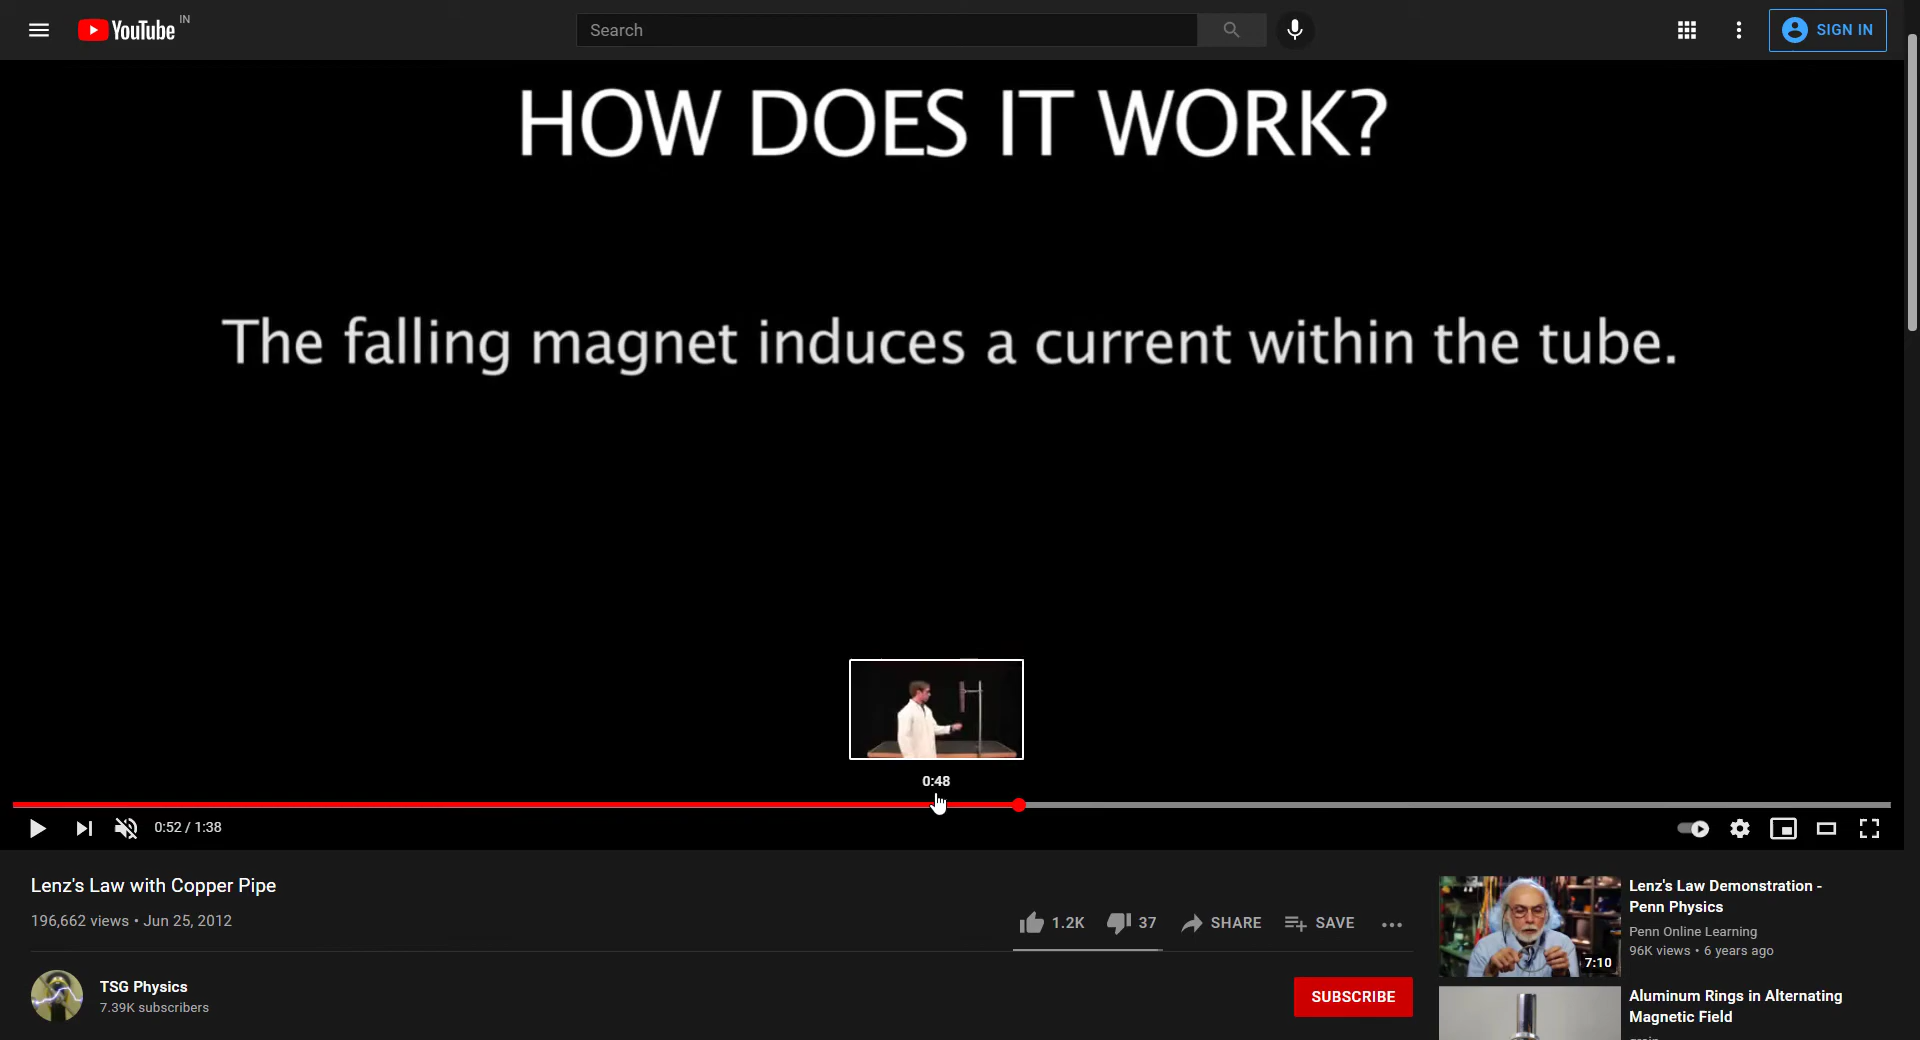 YouTube IN
Search
SIGN IN
HOW DOES IT WORK?
The falling magnet induces a current within the tube.
0:48
0:52 / 1:38
Lenz's Law with Copper Pipe
196,662 views • Jun 25, 2012
1.2K 37 SHARE SAVE
TSG Physics
7.39K subscribers
SUBSCRIBE
7:10
Lenz's Law Demonstration -
Penn Physics
Penn Online Learning
96K views • 6 years ago
Aluminum Rings in Alternating
Magnetic Field